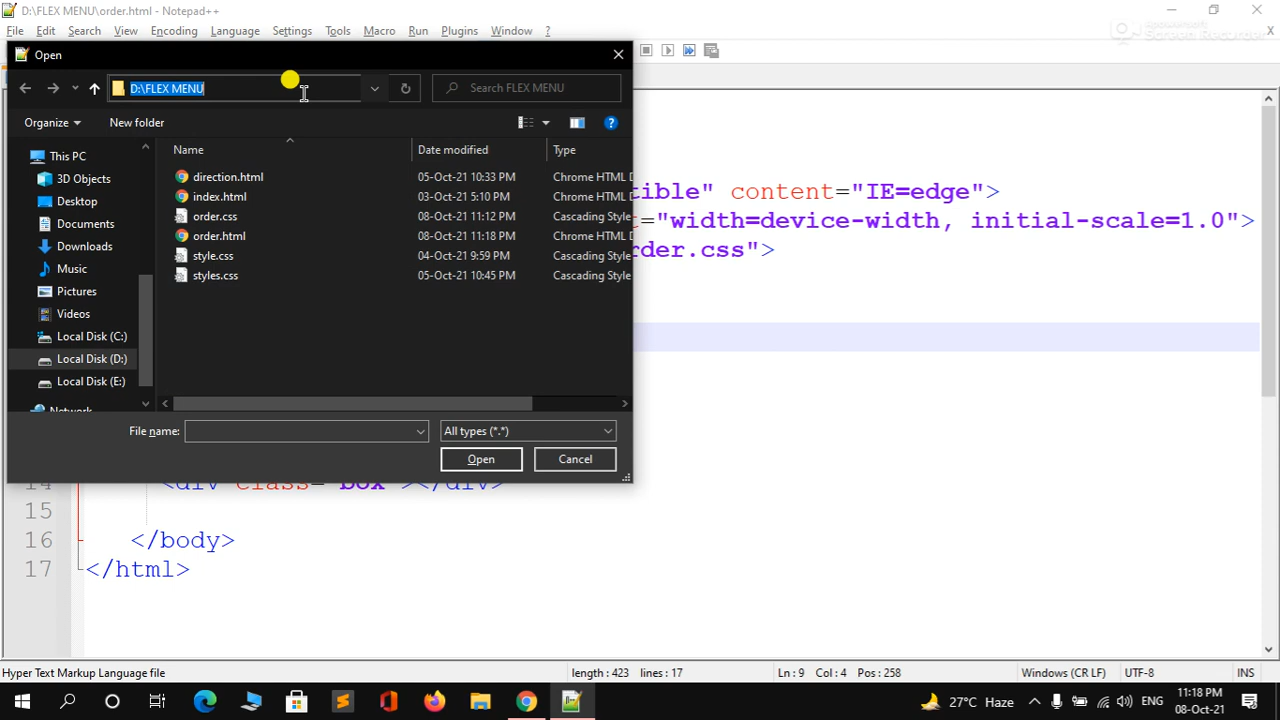 D:\FLEX MENU\order.html - Notepad++
File Edit Search View Encoding Language Settings Tools Macro Run Plugins Window ?
X
Open
D:\FLEX MENU
Search FLEX MENU
Organize
New folder
This PC
3D Objects
Desktop
Documents
Downloads
Music
Pictures
Videos
Local Disk (C:)
Local Disk (D:)
Local Disk (E:)
Network
Name Date modified Type
direction.html 05-Oct-21 10:33 PM Chrome HTML D
index.html 03-Oct-21 5:10 PM Chrome HTML D
order.css 08-Oct-21 11:12 PM Cascading Style
order.html 08-Oct-21 11:18 PM Chrome HTML D
style.css 04-Oct-21 9:59 PM Cascading Style
styles.css 05-Oct-21 10:45 PM Cascading Style
File name:
All types (*.*)
Open
Cancel
tible" content="IE=edge">
t="width=device-width, initial-scale=1.0">
rder.css">
14 <div class="box"></div>
15
16 </body>
17 </html>
Hyper Text Markup Language file length : 423 lines : 17 Ln : 9 Col : 4 Pos : 258 Windows (CR LF) UTF-8 INS
27°C Haze
ENG
11:18 PM
08-Oct-21